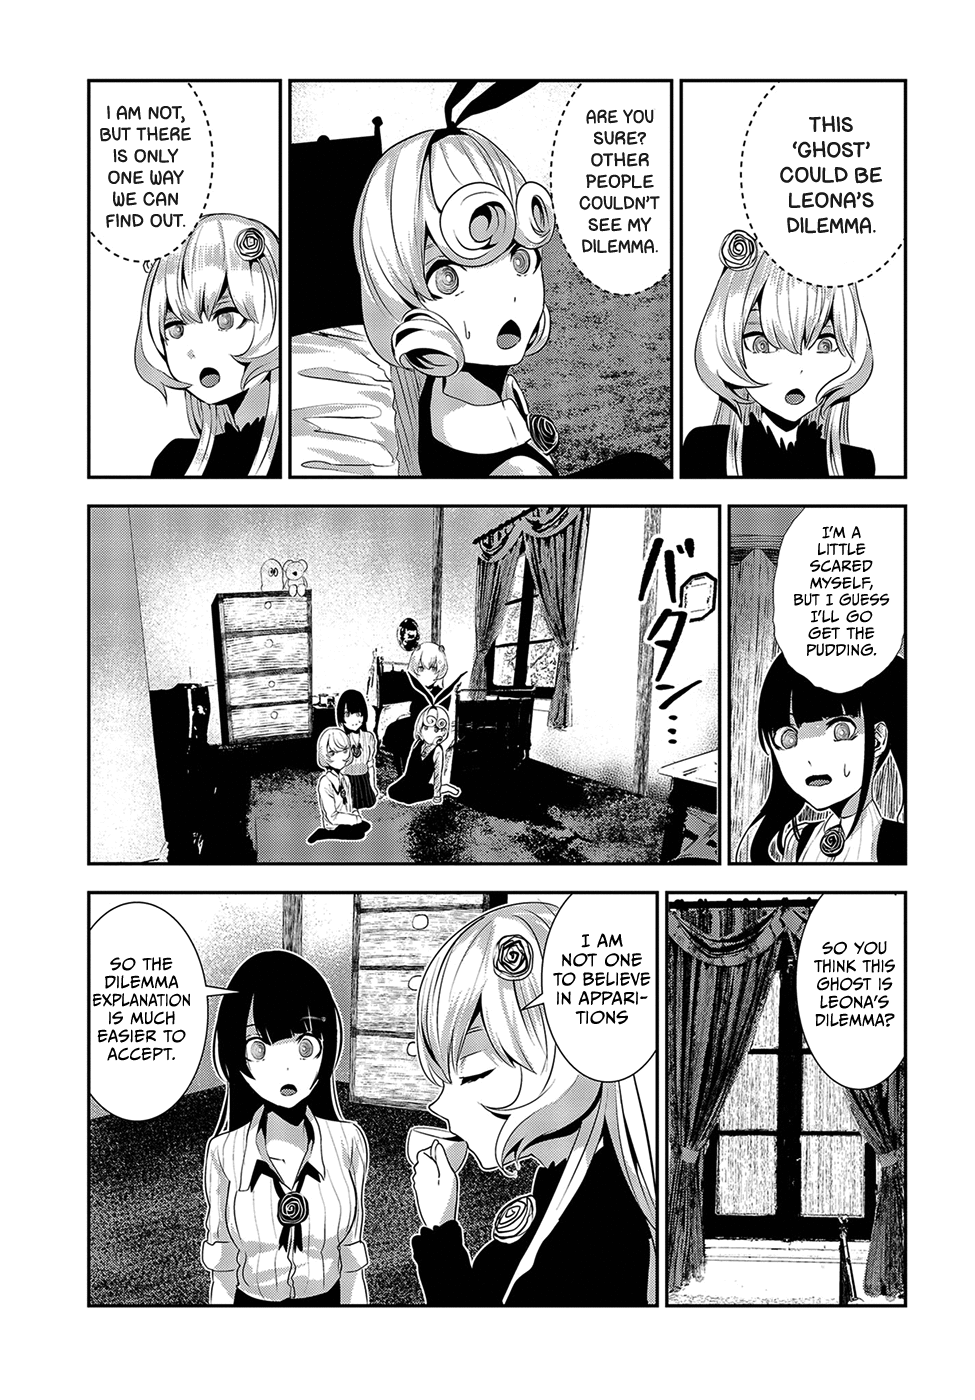 THIS
'GHOST'
COULD BE
LEONA'S
DILEMMA.
ARE YOU
SURE?
OTHER
PEOPLE
COULDN'T
SEE MY
DILEMMA.
I AM NOT,
BUT THERE
IS ONLY
ONE WAY
WE CAN
FIND OUT.
I'M A
LITTLE
SCARED
MYSELF,
BUT I GUESS
I'LL GO
GET THE
PUDDING.
バタン…
SO YOU
THINK THIS
GHOST IS
LEONA'S
DILEMMA?
I AM
NOT ONE
TO BELIEVE
IN APPARI-
TIONS
SO THE
DILEMMA
EXPLANATION
IS MUCH
EASIER TO
ACCEPT.